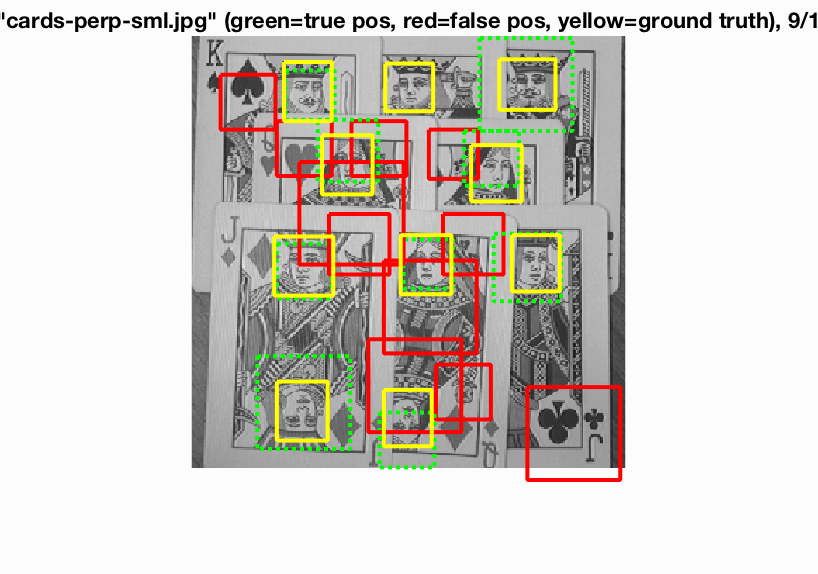 "cards-perp-sml.jpg" (green=true pos, red=false pos, yellow=ground truth), 9/1
K
J
J